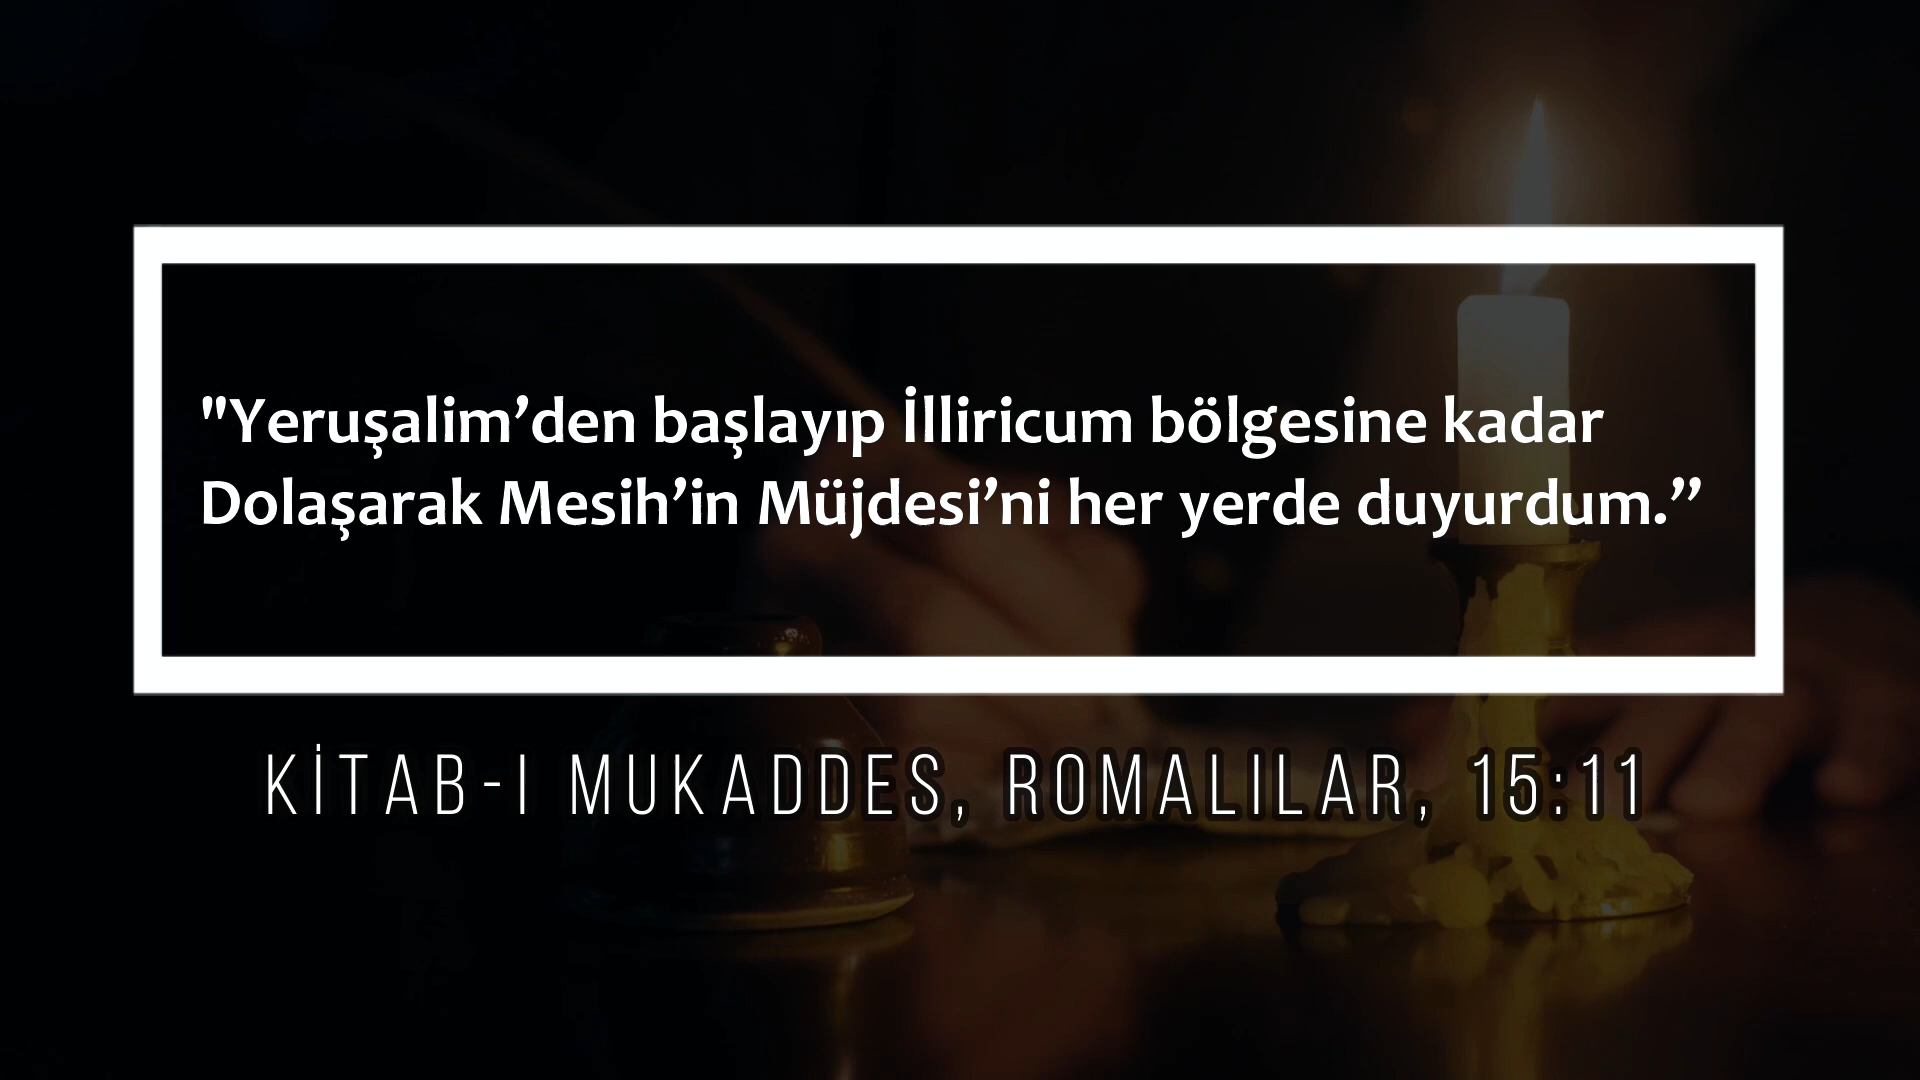 "Yeruşalim’den başlayıp İlliricum bölgesine kadar
Dolaşarak Mesih’in Müjdesi’ni her yerde duyurdum.”
KİTAB-I MUKADDES, ROMALILAR, 15:11